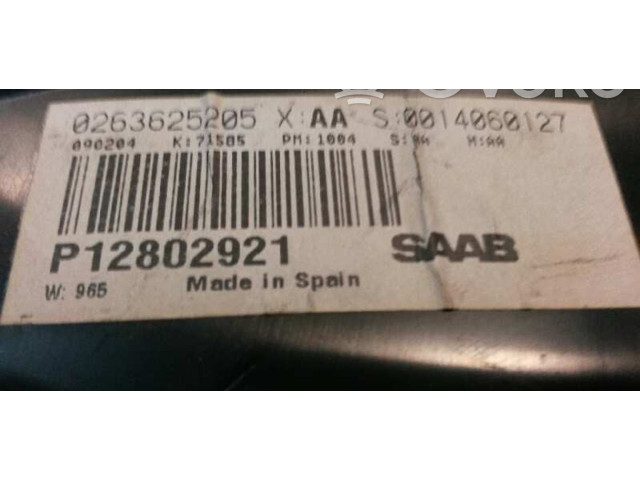 0263625205 X:AA S:0014060127
090204 K:71585 PM:1004 S:AA H:AA
P12802921 SAAB
W: 965 Made in Spain